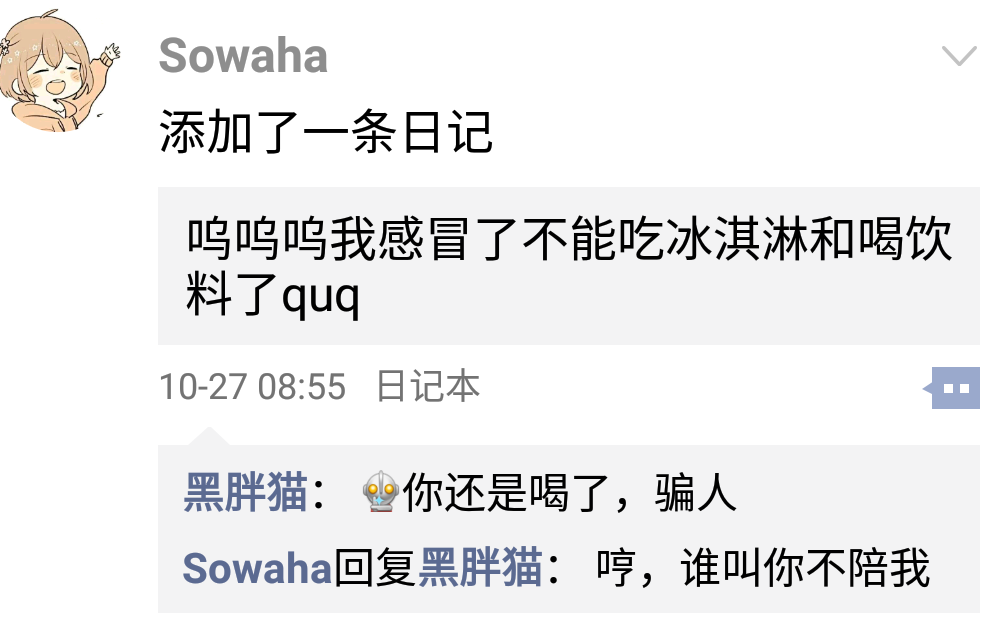 Sowaha
添加了一条日记
呜呜呜我感冒了不能吃冰淇淋和喝饮
料了quq
10-27 08:55 日记本
黑胖猫：你还是喝了，骗人
Sowaha回复黑胖猫：哼，谁叫你不陪我